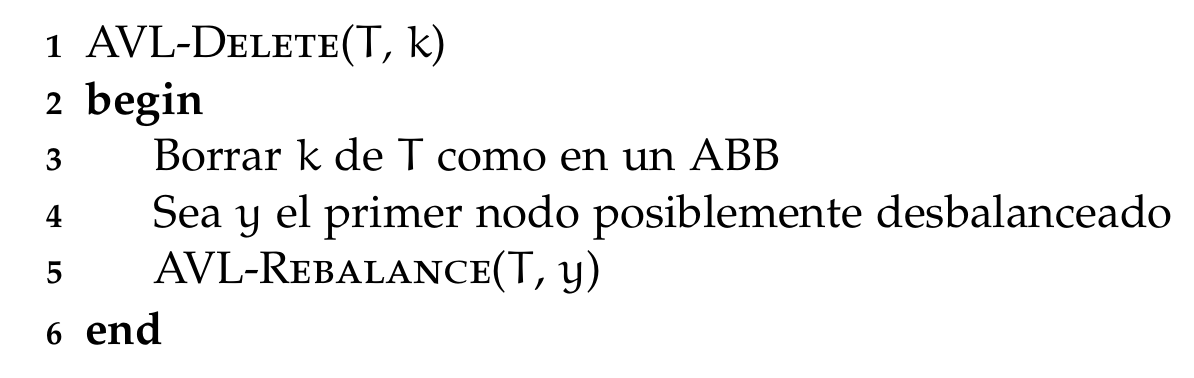 1 AVL-DELETE(T, k)
2 begin
3 Borrar k de T como en un ABB
4 Sea y el primer nodo posiblemente desbalanceado
5 AVL-REBALANCE(T, y)
6 end